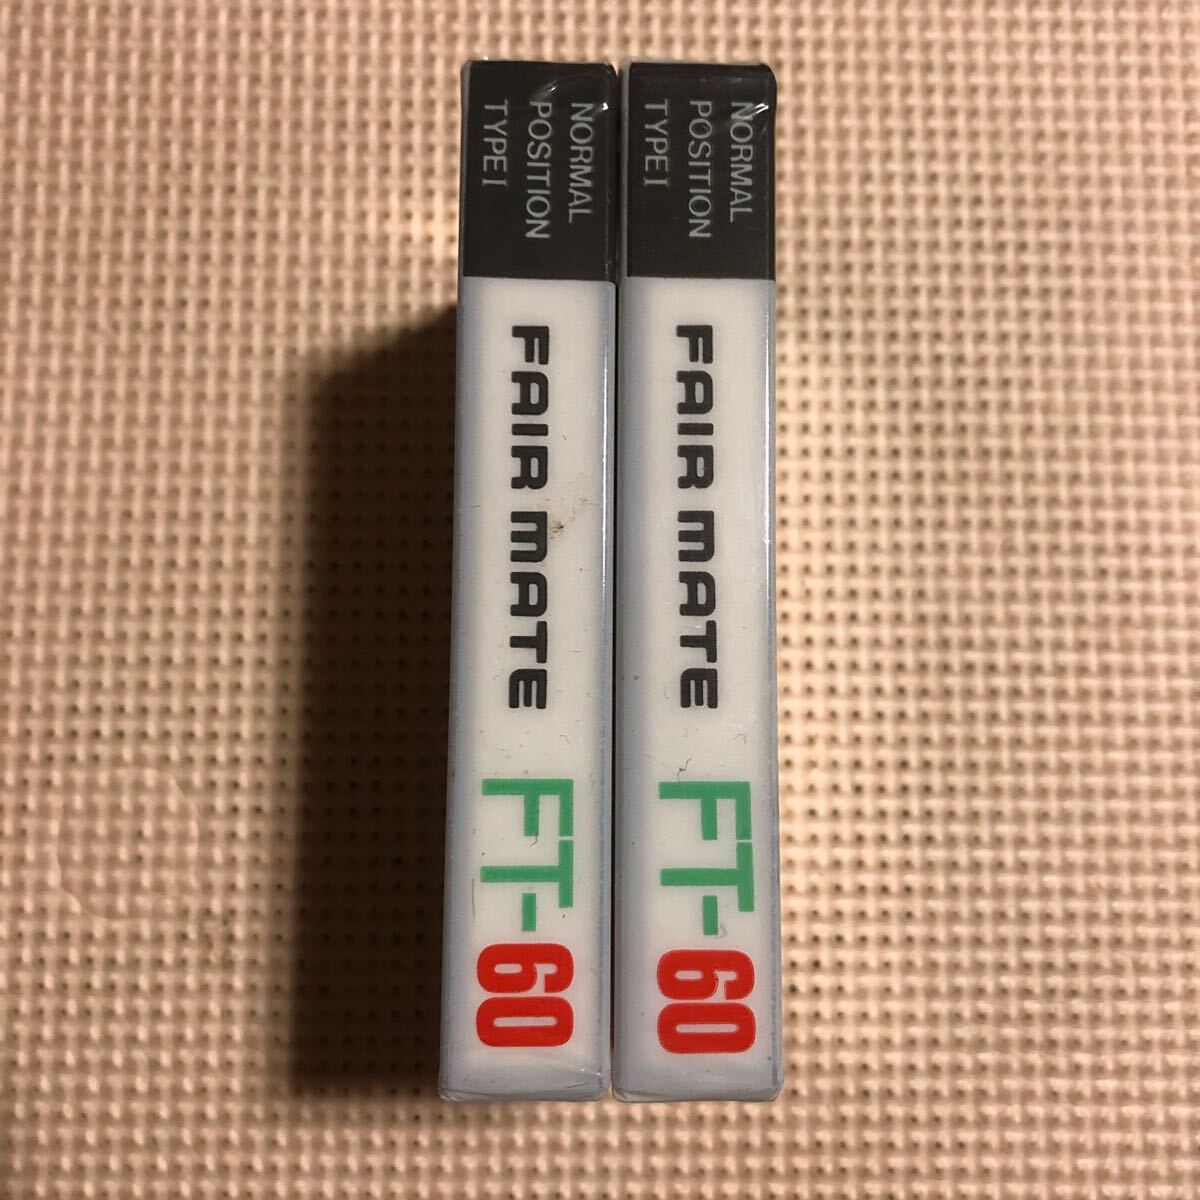 NORMAL
POSITION
TYPE I
FAIR MATE
FT-60
NORMAL
POSITION
TYPE I
FAIR MATE
FT-60